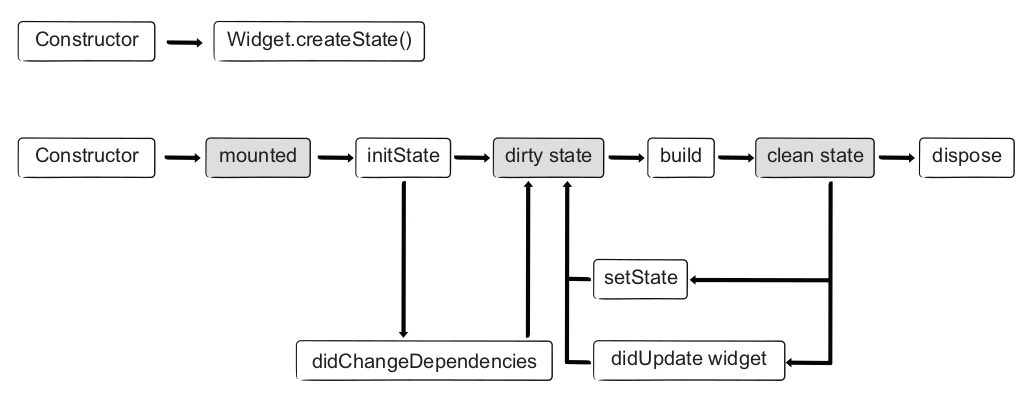 Constructor
Widget.createState()
Constructor
mounted
initState
dirty state
build
clean state
dispose
setState
didChangeDependencies
didUpdate widget